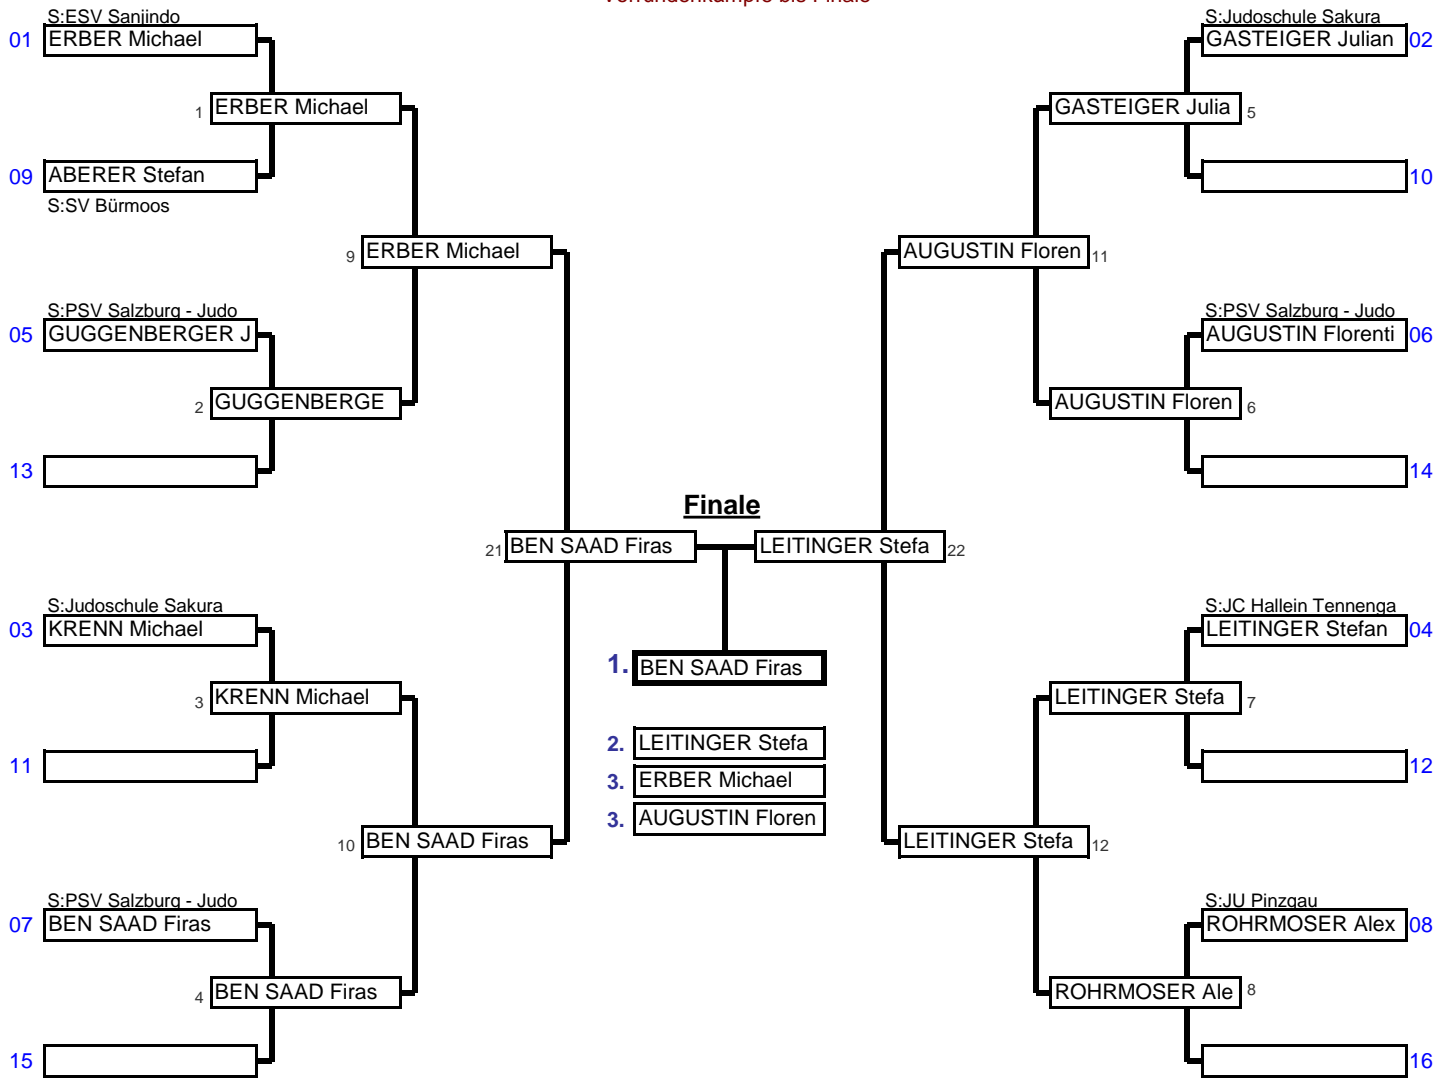 Vorrundenkämpfe bis Finale
S:ESV Sanjindo
01 ERBER Michael
1 ERBER Michael
09 ABERER Stefan
S:SV Bürmoos
9 ERBER Michael
S:PSV Salzburg - Judo
05 GUGGENBERGER J
2 GUGGENBERGE
13
21 BEN SAAD Firas
S:Judoschule Sakura
03 KRENN Michael
3 KRENN Michael
11
10 BEN SAAD Firas
S:PSV Salzburg - Judo
07 BEN SAAD Firas
4 BEN SAAD Firas
15
Finale
1. BEN SAAD Firas
2. LEITINGER Stefa
3. ERBER Michael
3. AUGUSTIN Floren
S:Judoschule Sakura
GASTEIGER Julian 02
GASTEIGER Julia 5
10
AUGUSTIN Floren 11
S:PSV Salzburg - Judo
AUGUSTIN Florenti 06
AUGUSTIN Floren 6
14
LEITINGER Stefa 22
S:JC Hallein Tennenga
LEITINGER Stefan 04
LEITINGER Stefa 7
12
LEITINGER Stefa 12
S:JU Pinzgau
ROHRMOSER Alex 08
ROHRMOSER Ale 8
16